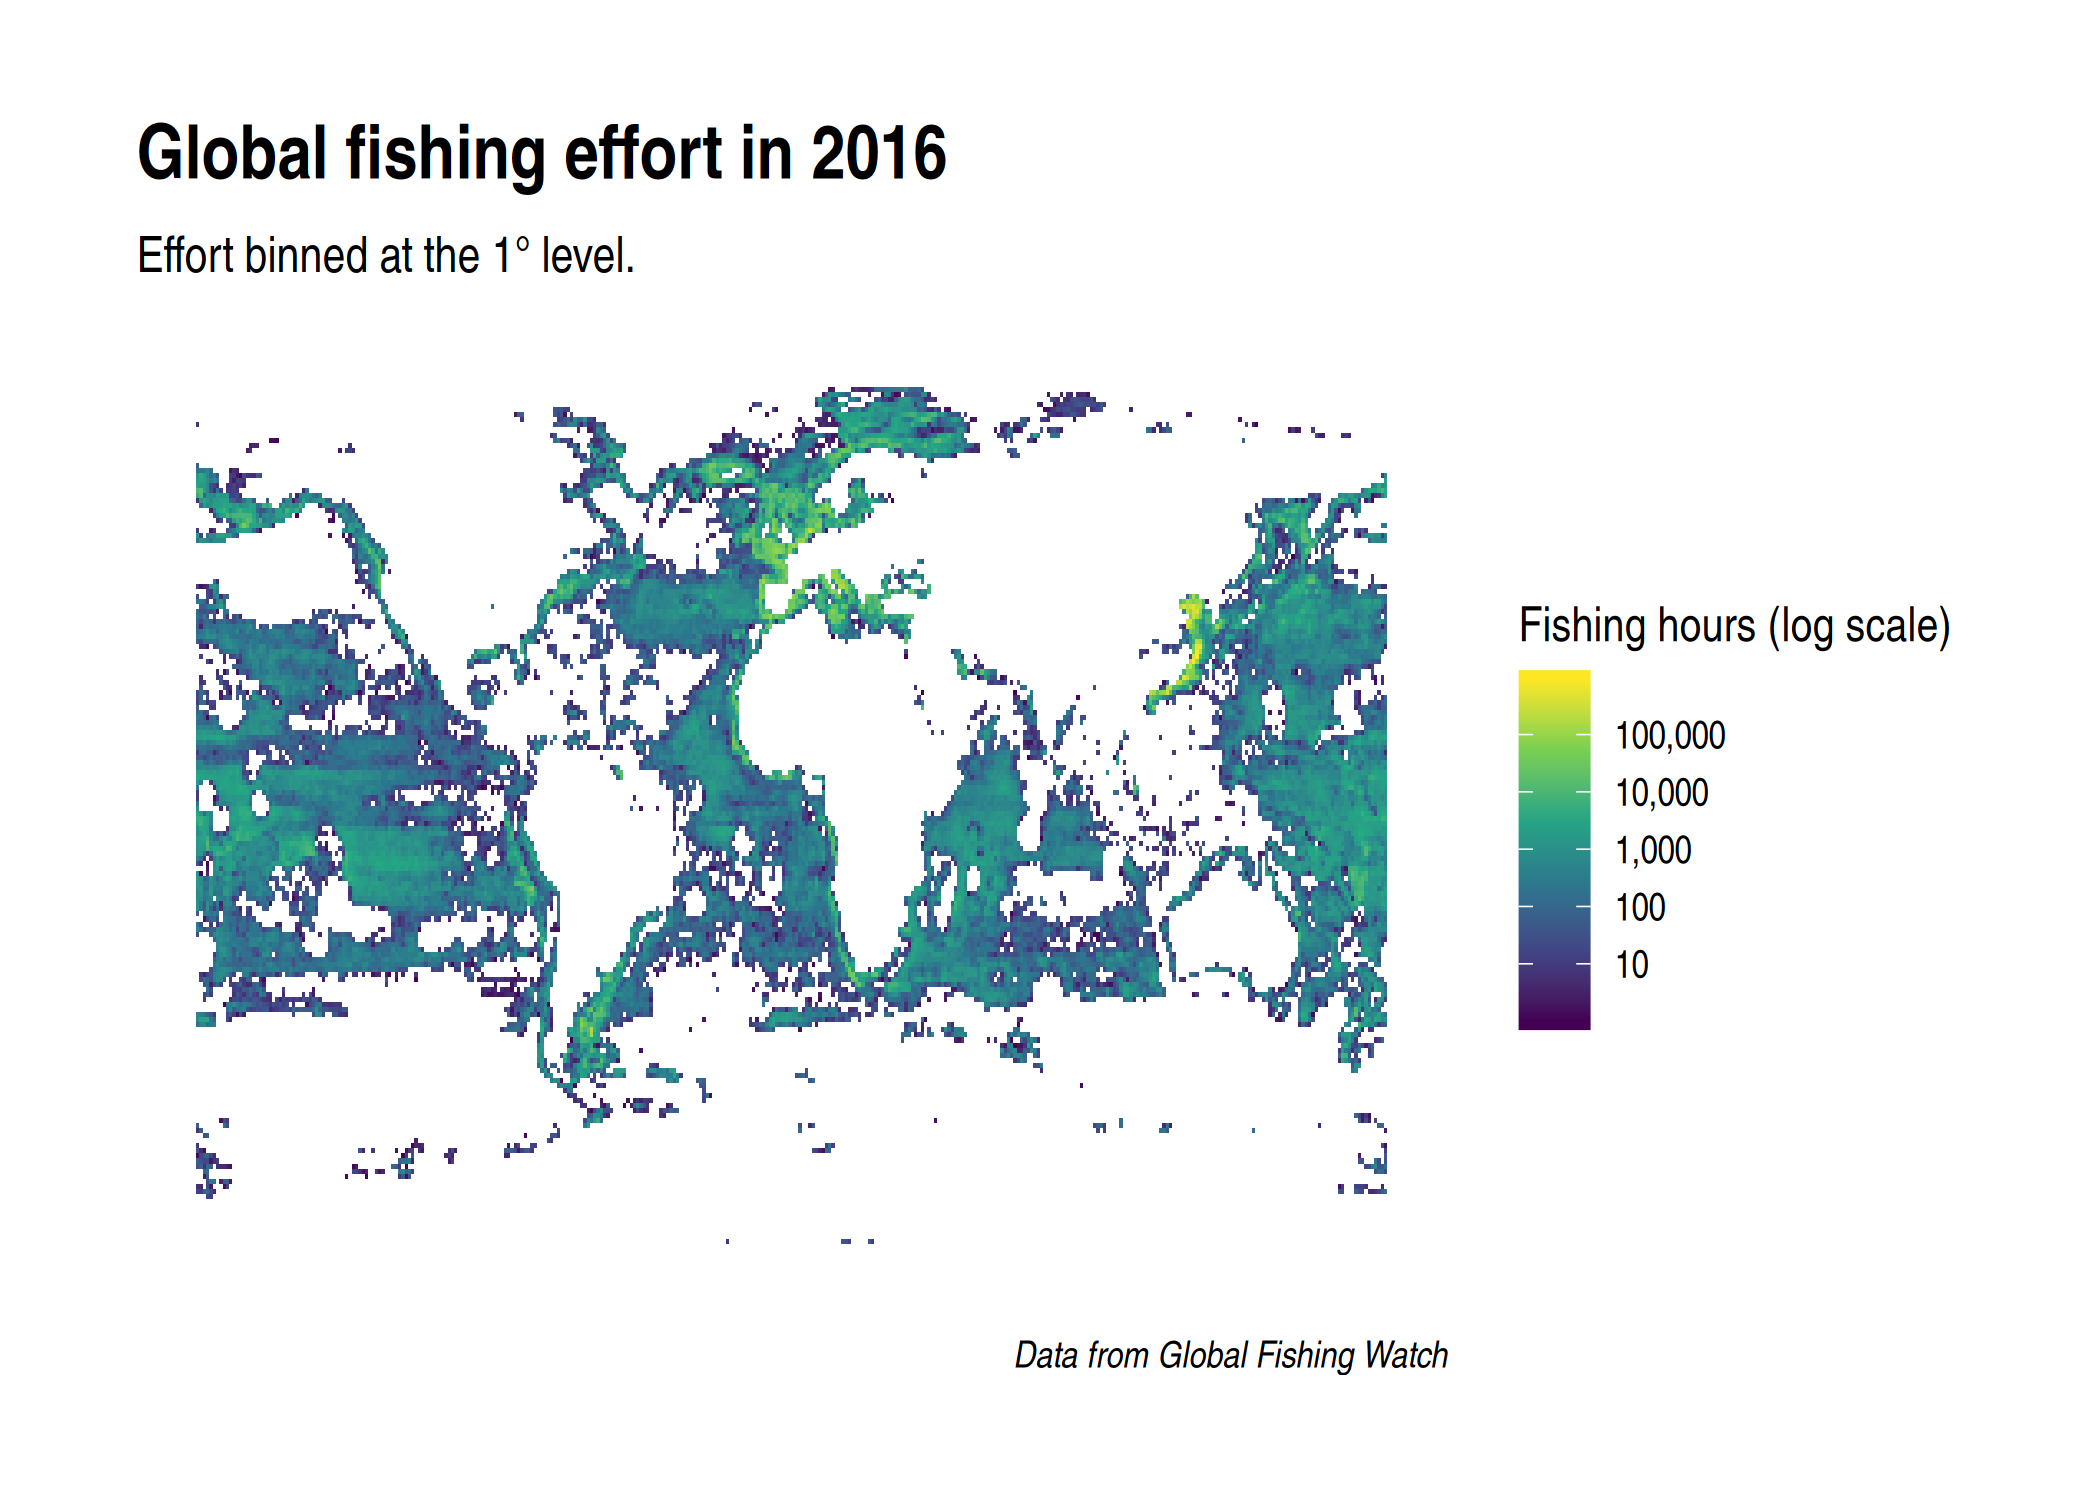 Global fishing effort in 2016
Effort binned at the 1° level.
Fishing hours (log scale)
100,000
10,000
1,000
100
10
Data from Global Fishing Watch